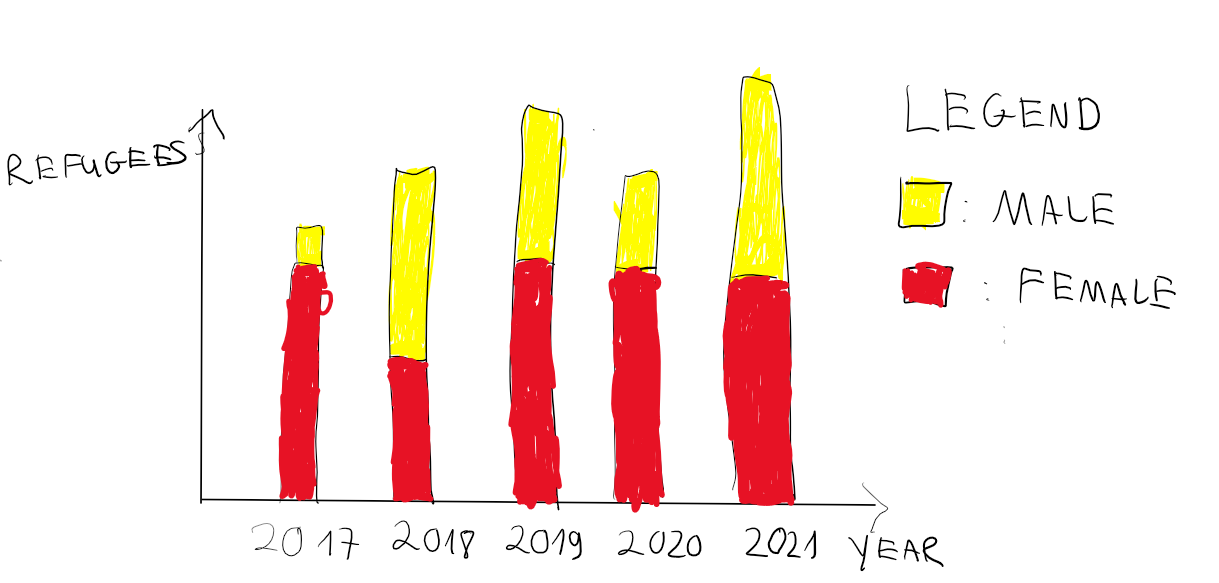 REFUGEES
LEGEND
: MALE
: FEMALE
2017 2018 2019 2020 2021 YEAR